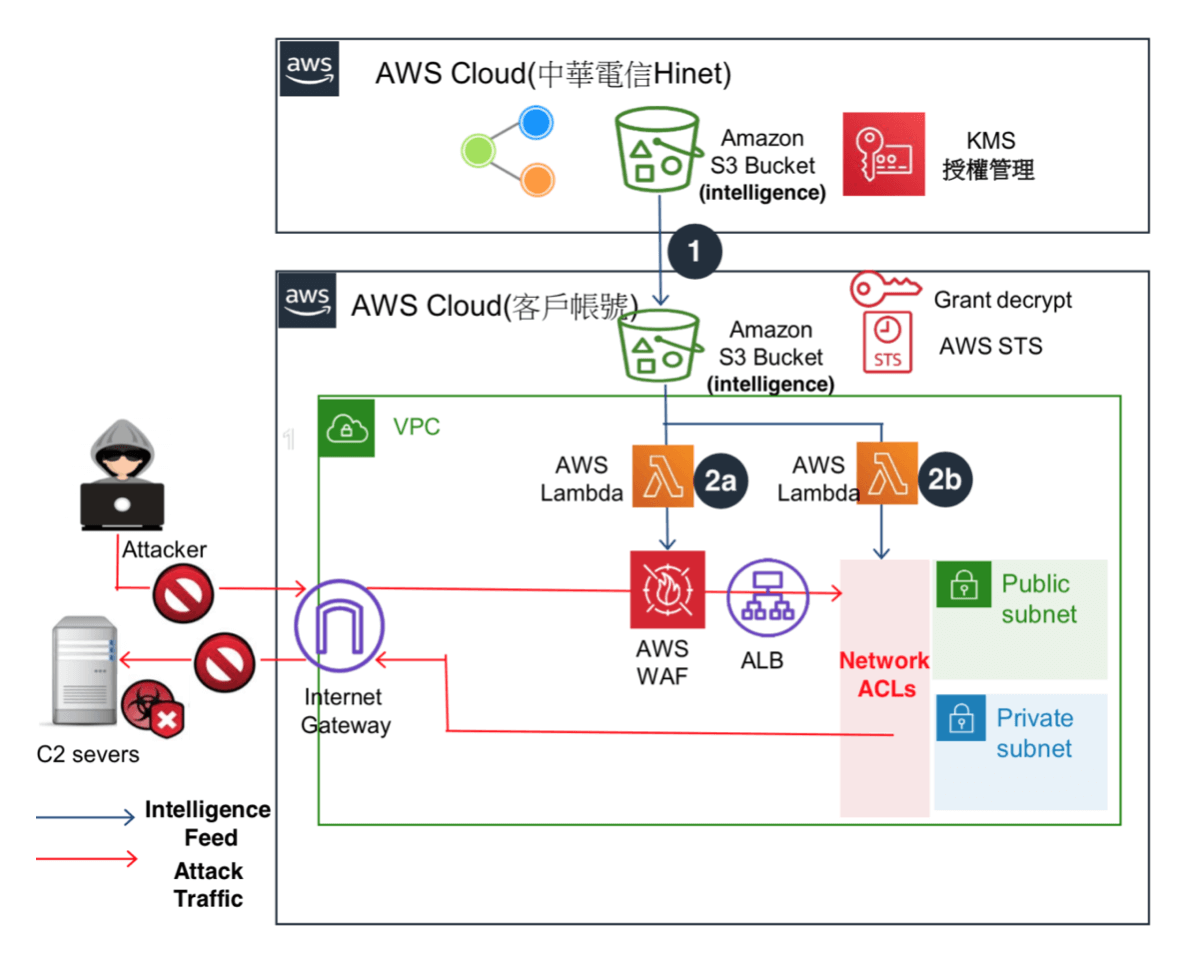 aws
AWS Cloud(中華電信Hinet)
Amazon
S3 Bucket
(intelligence)
KMS
授權管理
1
aws
AWS Cloud(客戶帳號)
Amazon
S3 Bucket
(intelligence)
Grant decrypt
STS
AWS STS
1
VPC
AWS
Lambda
2a
AWS
Lambda
2b
Attacker
Internet
Gateway
AWS
WAF
ALB
Network
ACLs
Public
subnet
Private
subnet
C2 severs
Intelligence
Feed
Attack
Traffic